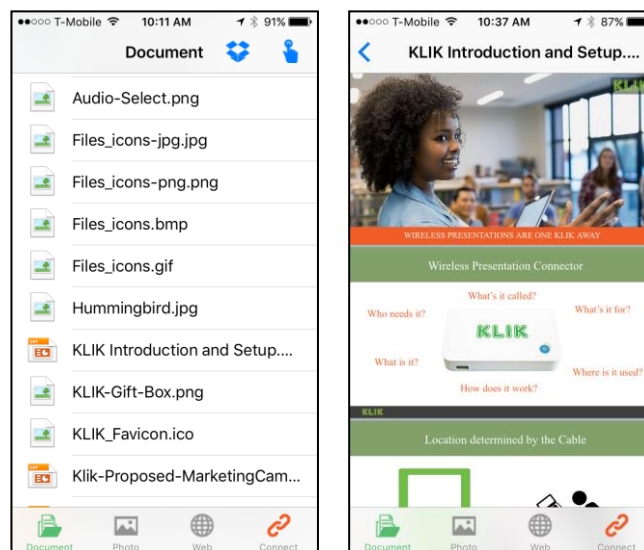 T-Mobile 10:11 AM 91%
Document
Audio-Select.png
Files_icons-jpg.jpg
Files_icons-png.png
Files_icons.bmp
Files_icons.gif
Hummingbird.jpg
KLIK Introduction and Setup....
KLIK-Gift-Box.png
KLIK_Favicon.ico
Klik-Proposed-MarketingCam...
Document Photo Web Connect
T-Mobile 10:37 AM 87%
KLIK Introduction and Setup....
KLIK
WIRELESS PRESENTATIONS ARE ONE KLIK AWAY
Wireless Presentation Connector
What's it called?
Who needs it?
What's it for?
KLIK
What is it?
Where is it used?
How does it work?
KLIK
Location determined by the Cable
Document Photo Web Connect